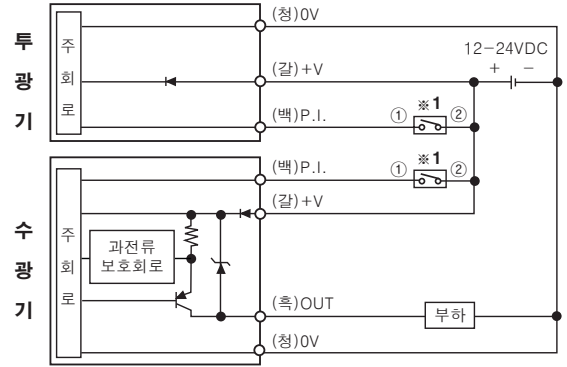 투광기
주회로
(청)0V
12-24VDC
+ -
(갈)+V
※1
(백)P.I.
① ②
※1
(백)P.I.
① ②
(갈)+V
수광기
주회로
과전류
보호회로
(흑)OUT
부하
(청)0V